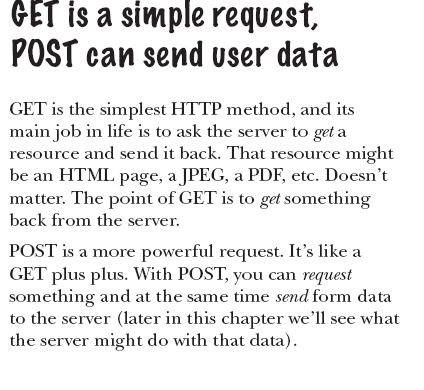 GET is a simple request,
POST can send user data
GET is the simplest HTTP method, and its
main job in life is to ask the server to get a
resource and send it back. That resource might
be an HTML page, a JPEG, a PDF, etc. Doesn't
matter. The point of GET is to get something
back from the server.
POST is a more powerful request. It's like a
GET plus plus. With POST, you can request
something and at the same time send form data
to the server (later in this chapter we'll see what
the server might do with that data).